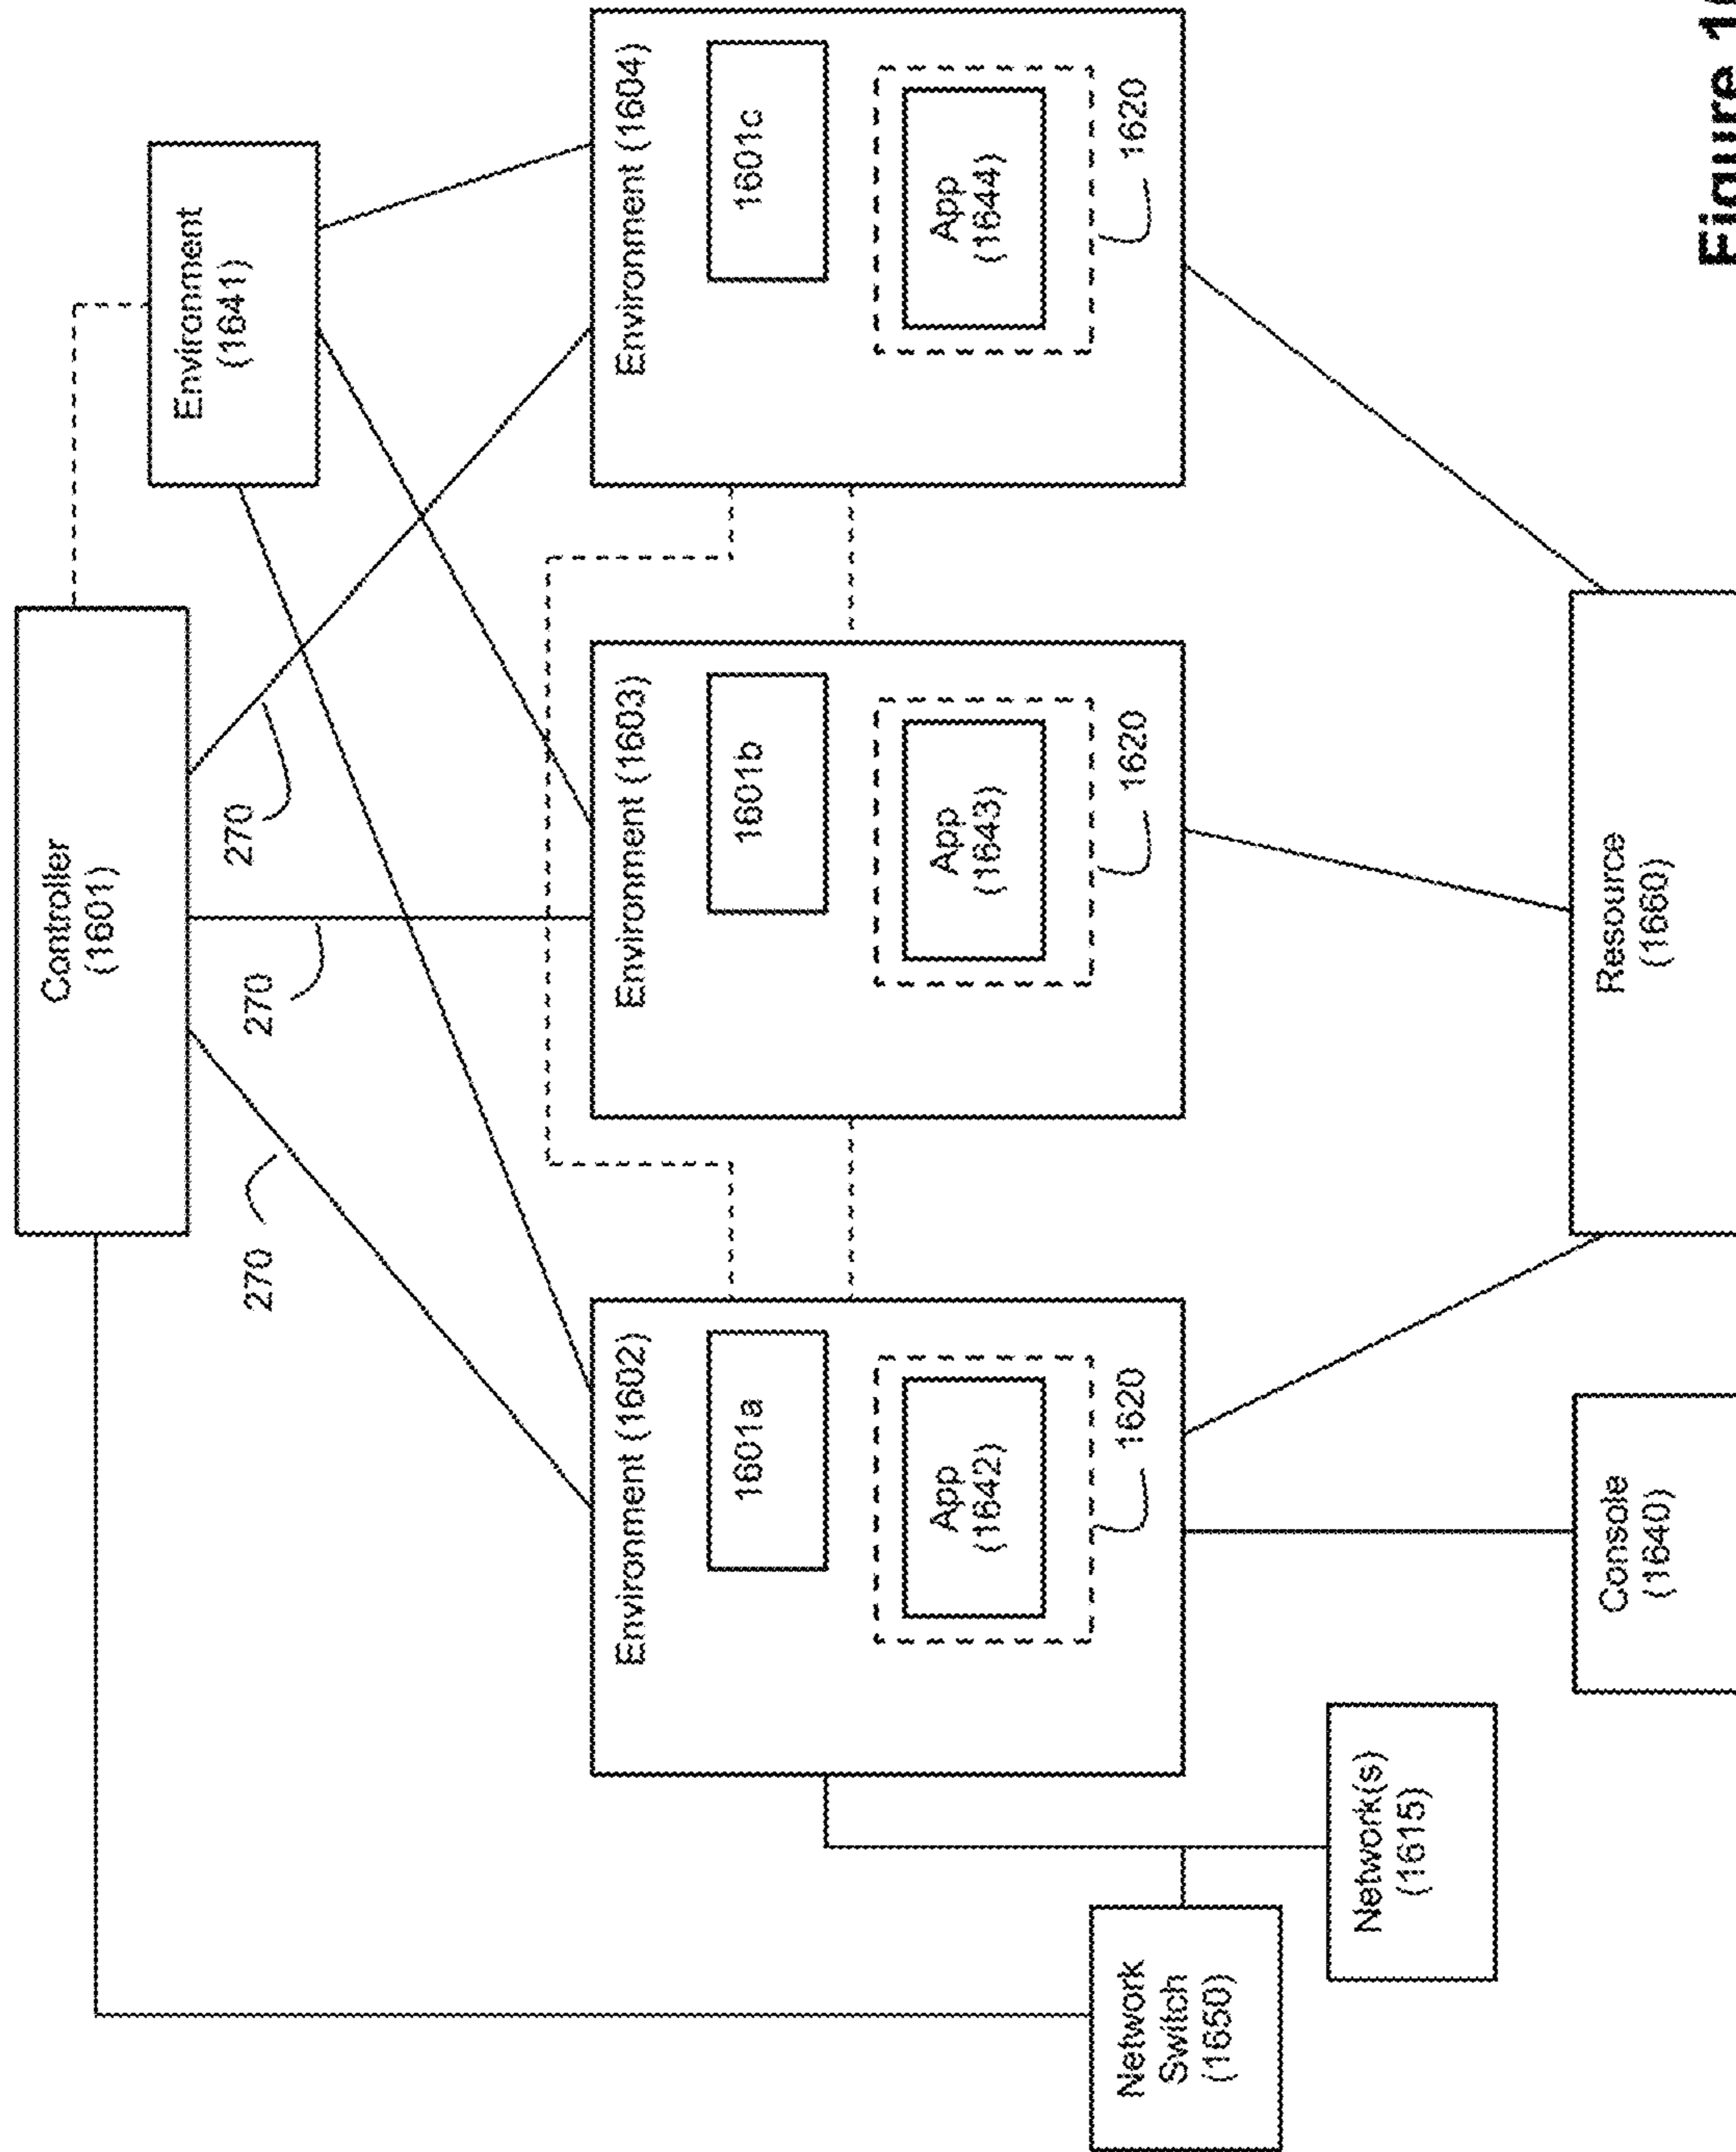 Controller
(1601)
Environment
(1641)
270
270
270
Environment (1602)
1601a
App
(1642)
1620
Environment (1603)
1601b
App
(1643)
1620
Environment (1604)
1601c
App
(1644)
1620
Network
Switch
(1650)
Network(s)
(1615)
Console
(1640)
Resource
(1660)
Figure